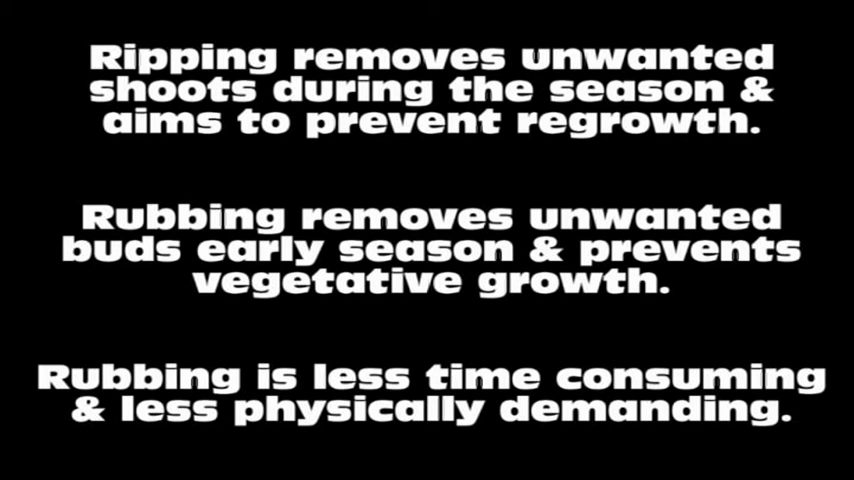 Ripping removes unwanted
shoots during the season &
aims to prevent regrowth.
Rubbing removes unwanted
buds early season & prevents
vegetative growth.
Rubbing is less time consuming
& less physically demanding.